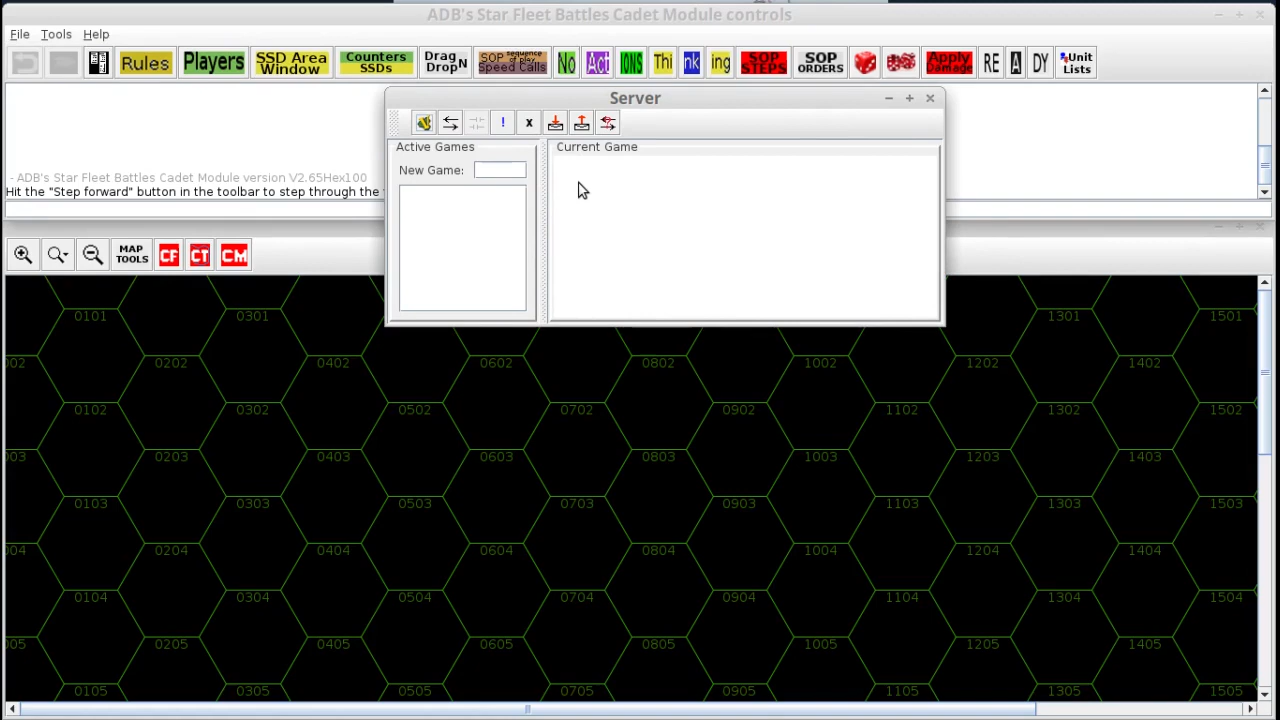 ADB's Star Fleet Battles Cadet Module controls
File Tools Help
Rules Players SSD Area Window Counters SSDs Drag DropN SOP sequence of play Speed Calls No Act IONS Thi nk ing SOP STEPS SOP ORDERS Apply Damage RE A DY Unit Lists
Server
Active Games
Current Game
New Game:
- ADB's Star Fleet Battles Cadet Module version V2.65Hex100
Hit the "Step forward" button in the toolbar to step through the
MAP TOOLS CF CT CM
0101 0301 1301 1501
002 0202 0402 0602 0802 1002 1202 1402
0102 0302 0502 0702 0902 1102 1302 1502
003 0203 0403 0603 0803 1003 1203 1403
0103 0303 0503 0703 0903 1103 1303 1503
004 0204 0404 0604 0804 1004 1204 1404
0104 0304 0504 0704 0904 1104 1304 1504
005 0205 0405 0605 0805 1005 1205 1405
0105 0305 0505 0705 0905 1105 1305 1505